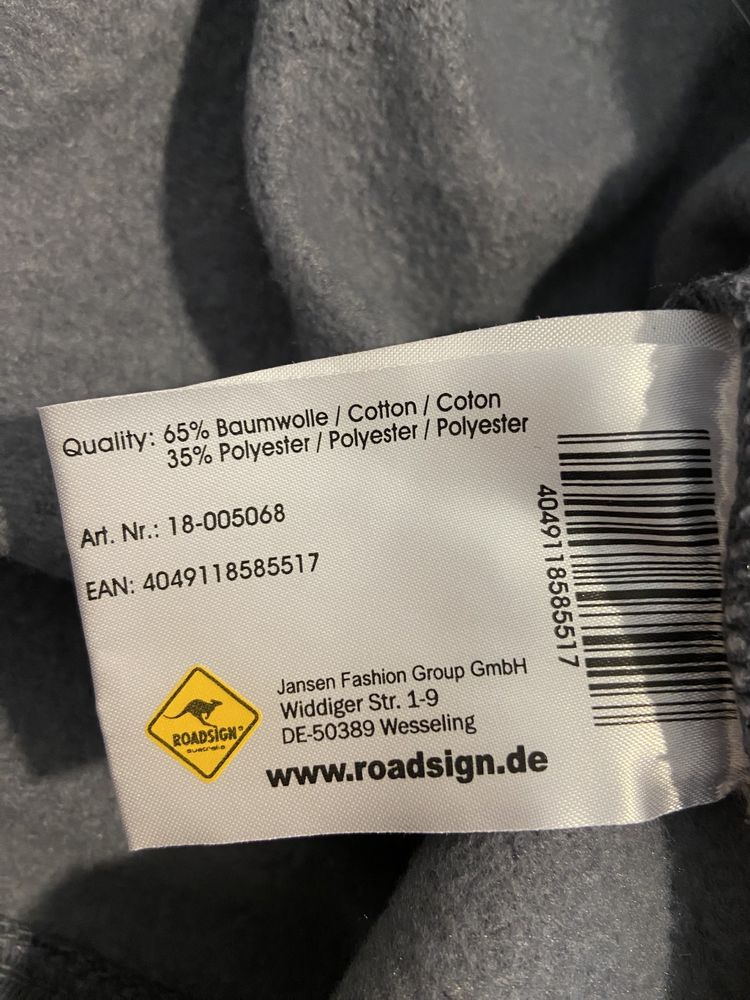 Quality: 65% Baumwolle / Cotton / Coton
35% Polyester / Polyester / Polyester
Art. Nr.: 18-005068
EAN: 4049118585517
4049118585517
ROADSIGN®
australia
Jansen Fashion Group GmbH
Widdiger Str. 1-9
DE-50389 Wesseling
www.roadsign.de